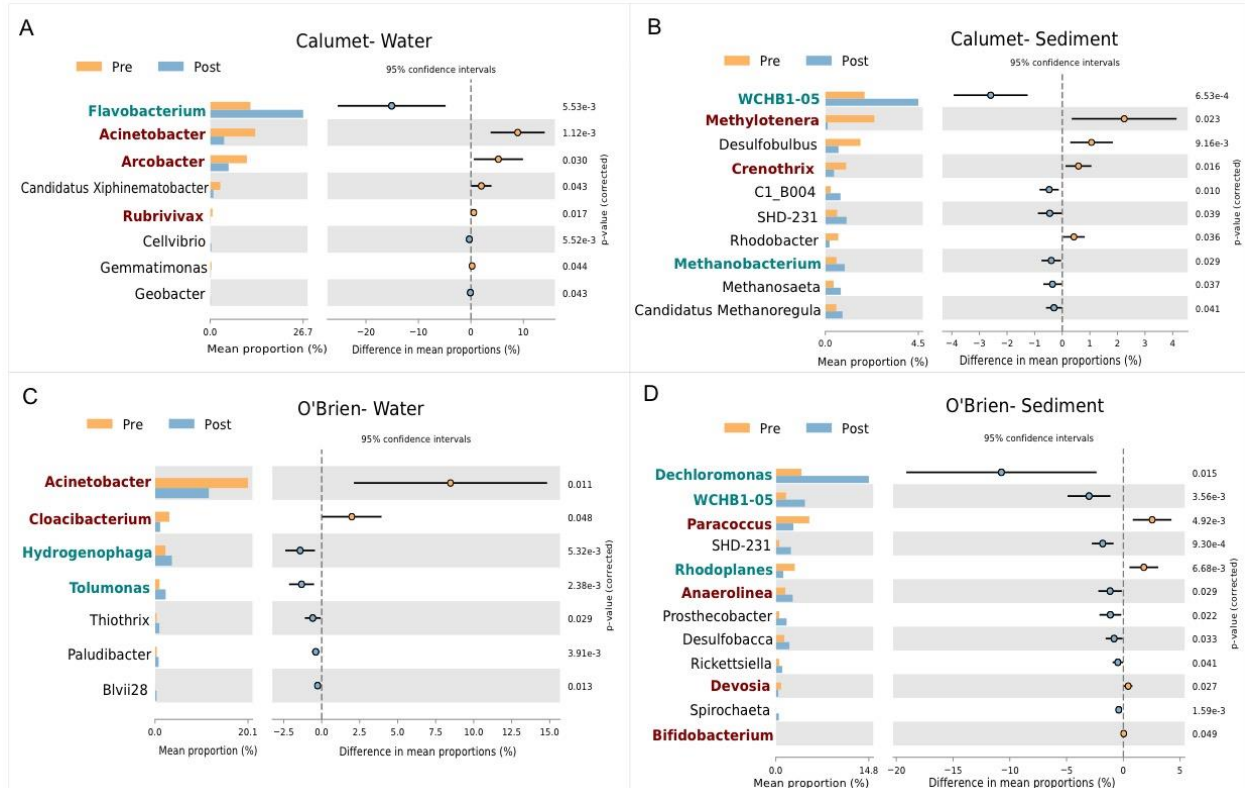 A
Calumet- Water
Pre Post
95% confidence intervals
Flavobacterium 5.53e-3
Acinetobacter 1.12e-3
Arcobacter 0.030
Candidatus Xiphinematobacter 0.043
Rubrivivax 0.017
Cellvibrio 5.52e-3
Gemmatimonas 0.044
Geobacter 0.043
p-value (corrected)
0.0 26.7 −20 −10 0 10
Mean proportion (%) Difference in mean proportions (%)
B
Calumet- Sediment
Pre Post
95% confidence intervals
WCHB1-05 6.53e-4
Methylotenera 0.023
Desulfobulbus 9.16e-3
Crenothrix 0.016
C1_B004 0.010
SHD-231 0.039
Rhodobacter 0.036
Methanobacterium 0.029
Methanosaeta 0.037
Candidatus Methanoregula 0.041
p-value (corrected)
0.0 4.5 −4 −3 −2 −1 0 1 2 3 4
Mean proportion (%) Difference in mean proportions (%)
C
O'Brien- Water
Pre Post
95% confidence intervals
Acinetobacter 0.011
Cloacibacterium 0.048
Hydrogenophaga 5.32e-3
Tolumonas 2.38e-3
Thiothrix 0.029
Paludibacter 3.91e-3
Blvii28 0.013
p-value (corrected)
0.0 20.1 −2.5 0.0 2.5 5.0 7.5 10.0 12.5 15.0
Mean proportion (%) Difference in mean proportions (%)
D
O'Brien- Sediment
Pre Post
95% confidence intervals
Dechloromonas 0.015
WCHB1-05 3.56e-3
Paracoccus 4.92e-3
SHD-231 9.30e-4
Rhodoplanes 6.68e-3
Anaerolinea 0.029
Prosthecobacter 0.022
Desulfobacca 0.033
Rickettsiella 0.041
Devosia 0.027
Spirochaeta 1.59e-3
Bifidobacterium 0.049
p-value (corrected)
0.0 14.8 −20 −15 −10 −5 0 5
Mean proportion (%) Difference in mean proportions (%)